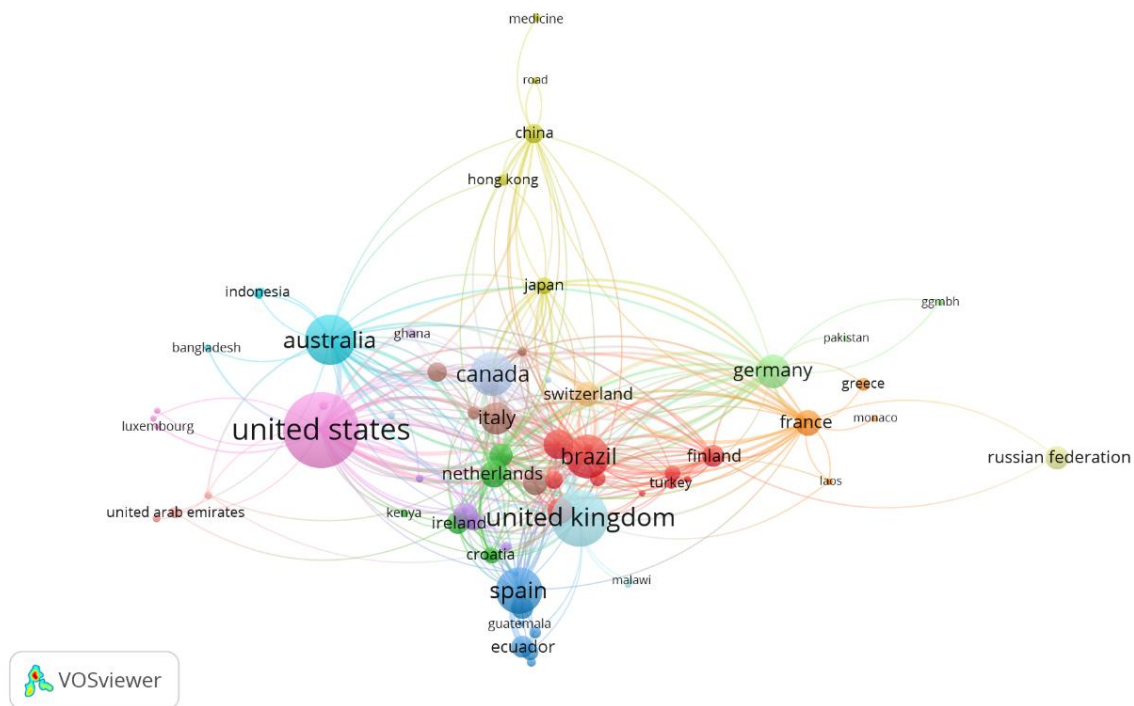 medicine
road
china
hong kong
japan
indonesia
australia
ghana
bangladesh
ggmbh
pakistan
canada
germany
switzerland
greece
italy
france
monaco
luxembourg
united states
brazil
finland
russian federation
netherlands
turkey
laos
united arab emirates
kenya
ireland
united kingdom
croatia
malawi
spain
guatemala
ecuador
VOSviewer